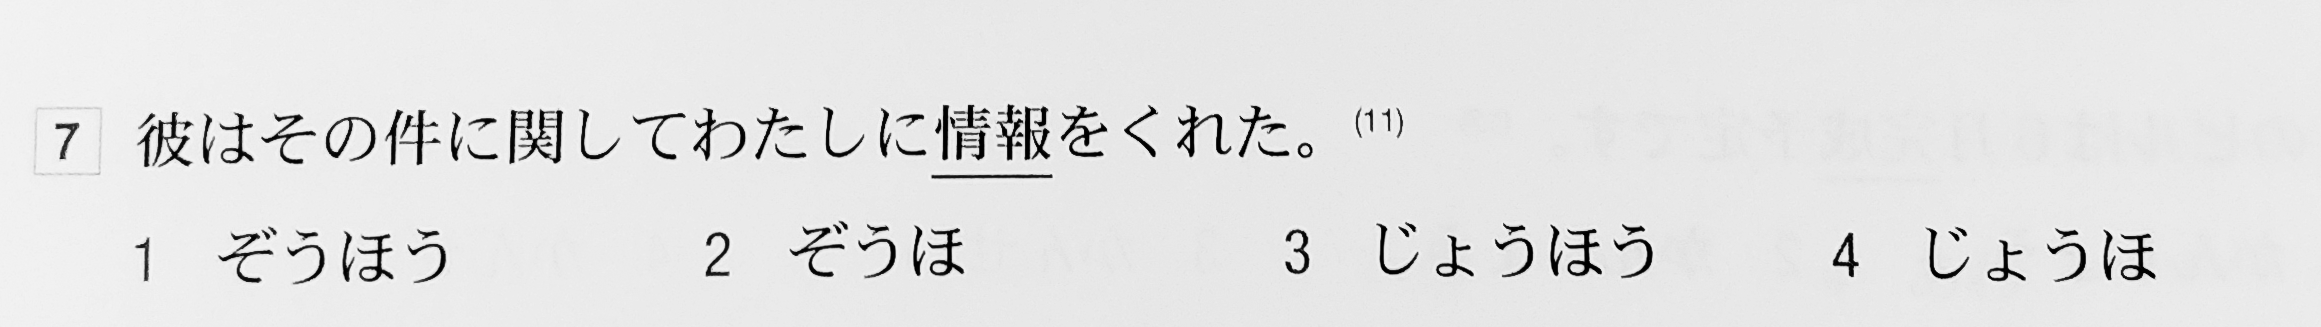 7 彼はその件に関してわたしに情報をくれた。(11)
1 ぞうほう 2 ぞうほ 3 じょうほう 4 じょうほ